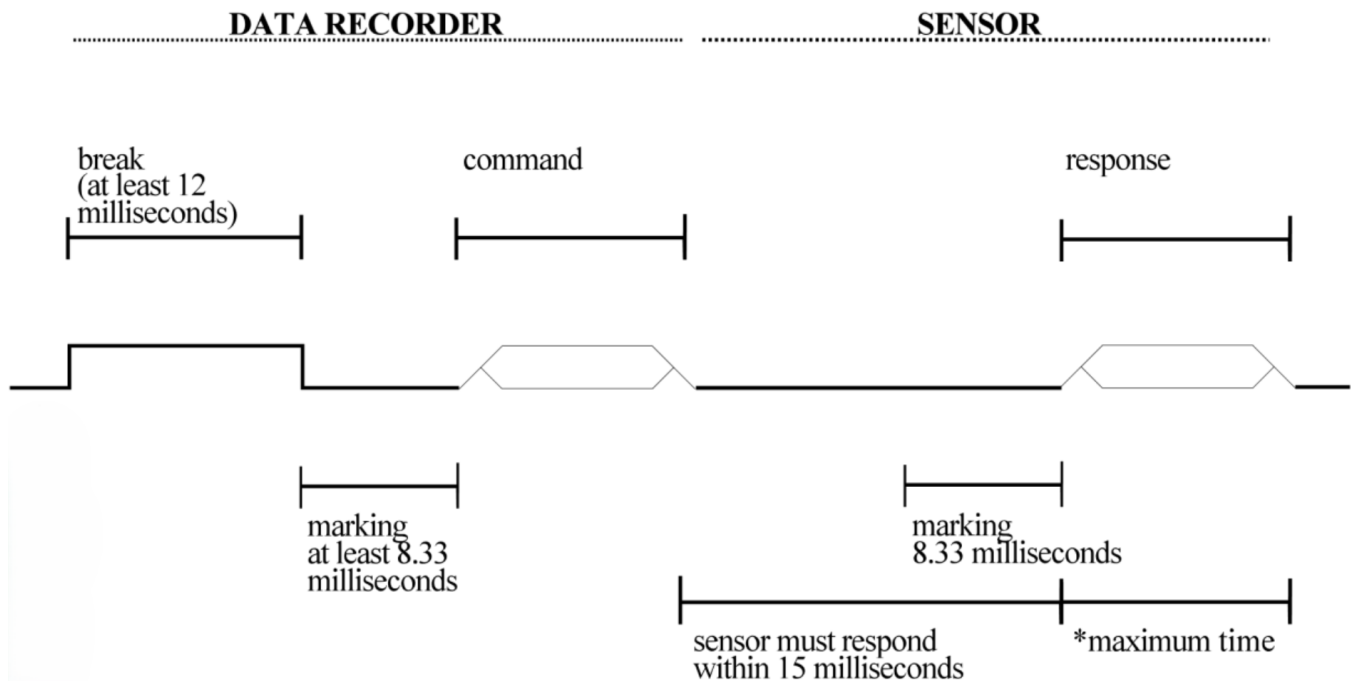 DATA RECORDER
SENSOR
break
(at least 12
milliseconds)
command
response
marking
at least 8.33
milliseconds
marking
8.33 milliseconds
sensor must respond
within 15 milliseconds
*maximum time